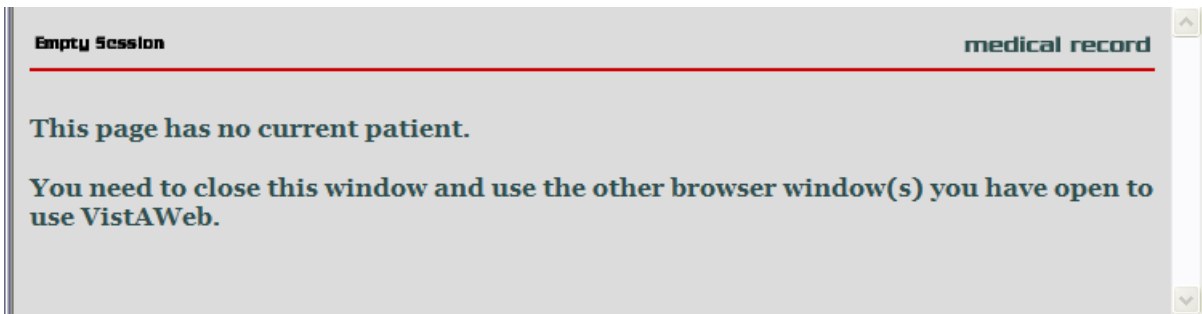 Empty Session
medical record
This page has no current patient.
You need to close this window and use the other browser window(s) you have open to
use VistAWeb.